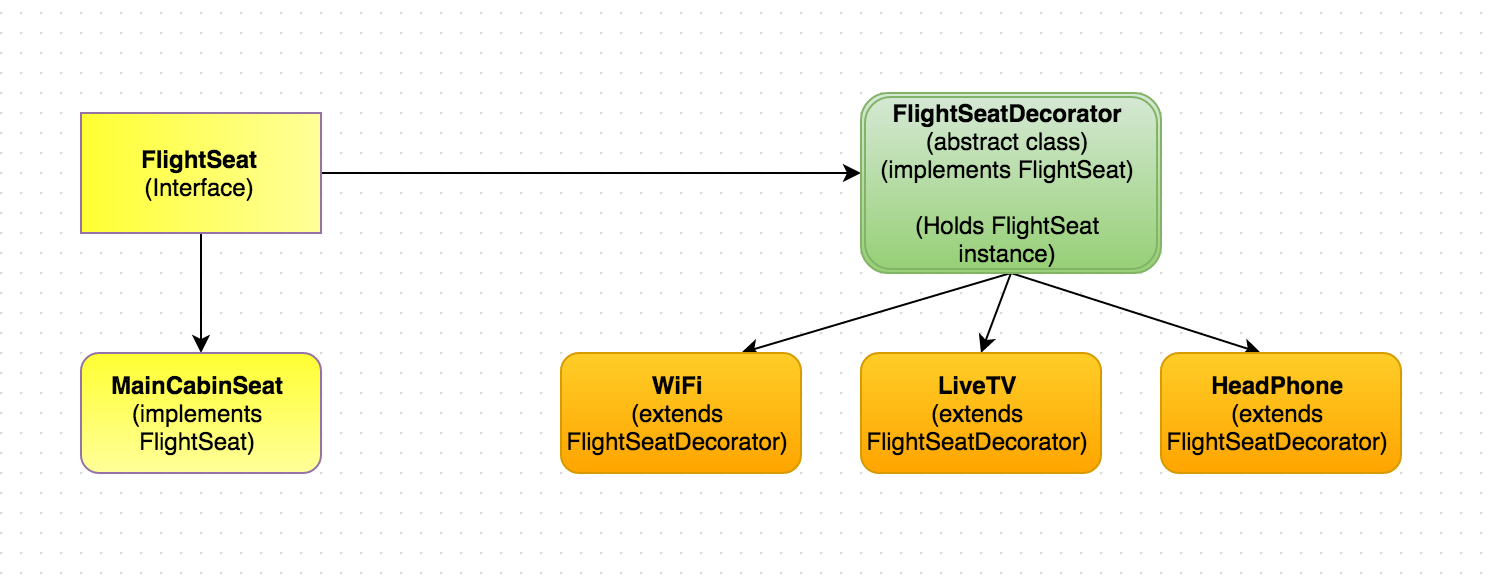 FlightSeat
(Interface)
FlightSeatDecorator
(abstract class)
(implements FlightSeat)
(Holds FlightSeat
instance)
MainCabinSeat
(implements
FlightSeat)
WiFi
(extends
FlightSeatDecorator)
LiveTV
(extends
FlightSeatDecorator)
HeadPhone
(extends
FlightSeatDecorator)